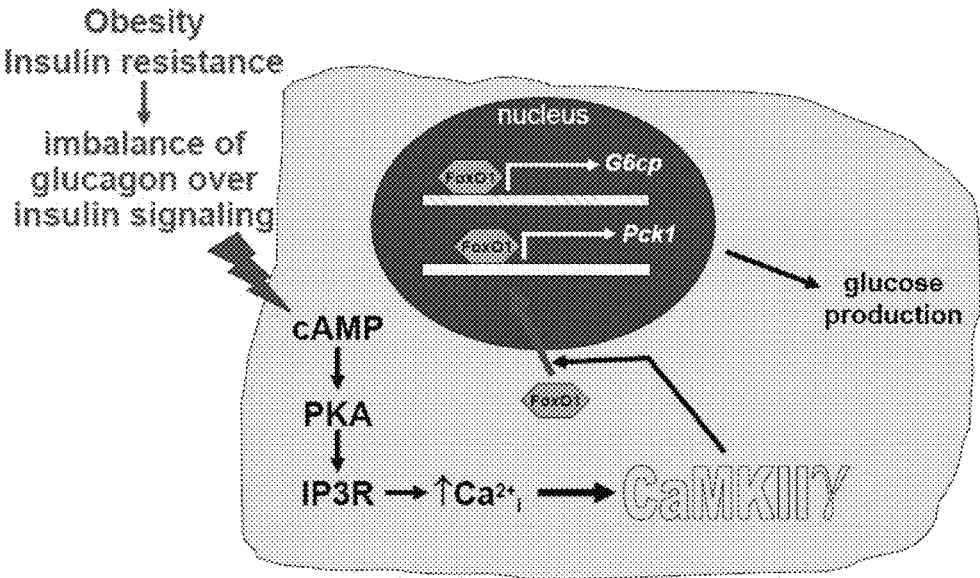 Obesity
Insulin resistance
imbalance of
glucagon over
insulin signaling
nucleus
FoxO1
G6cp
FoxO1
Pck1
glucose
production
cAMP
FoxO1
PKA
IP3R
↑Ca²⁺i
CaMKIIγ